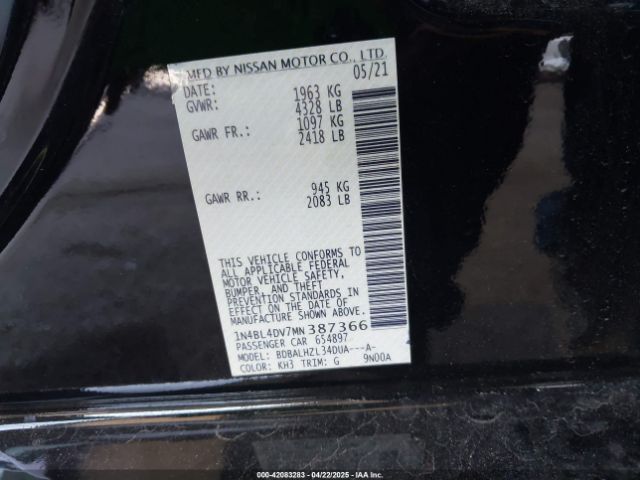 MFD BY NISSAN MOTOR CO., LTD.
DATE: 05/21
GVWR: 1963 KG
4328 LB
GAWR FR.: 1097 KG
2418 LB
GAWR RR.: 945 KG
2083 LB
THIS VEHICLE CONFORMS TO
ALL APPLICABLE FEDERAL
MOTOR VEHICLE SAFETY,
BUMPER, AND THEFT
PREVENTION STANDARDS IN
EFFECT ON THE DATE OF
MANUFACTURE SHOWN ABOVE.
1N4BL4DV7MN387366
PASSENGER CAR 654897
MODEL: BDBALHZL34DUA---A-
COLOR: KH3 TRIM: G 9N00A
000-42083283 - 04/22/2025 - IAAI, Inc.